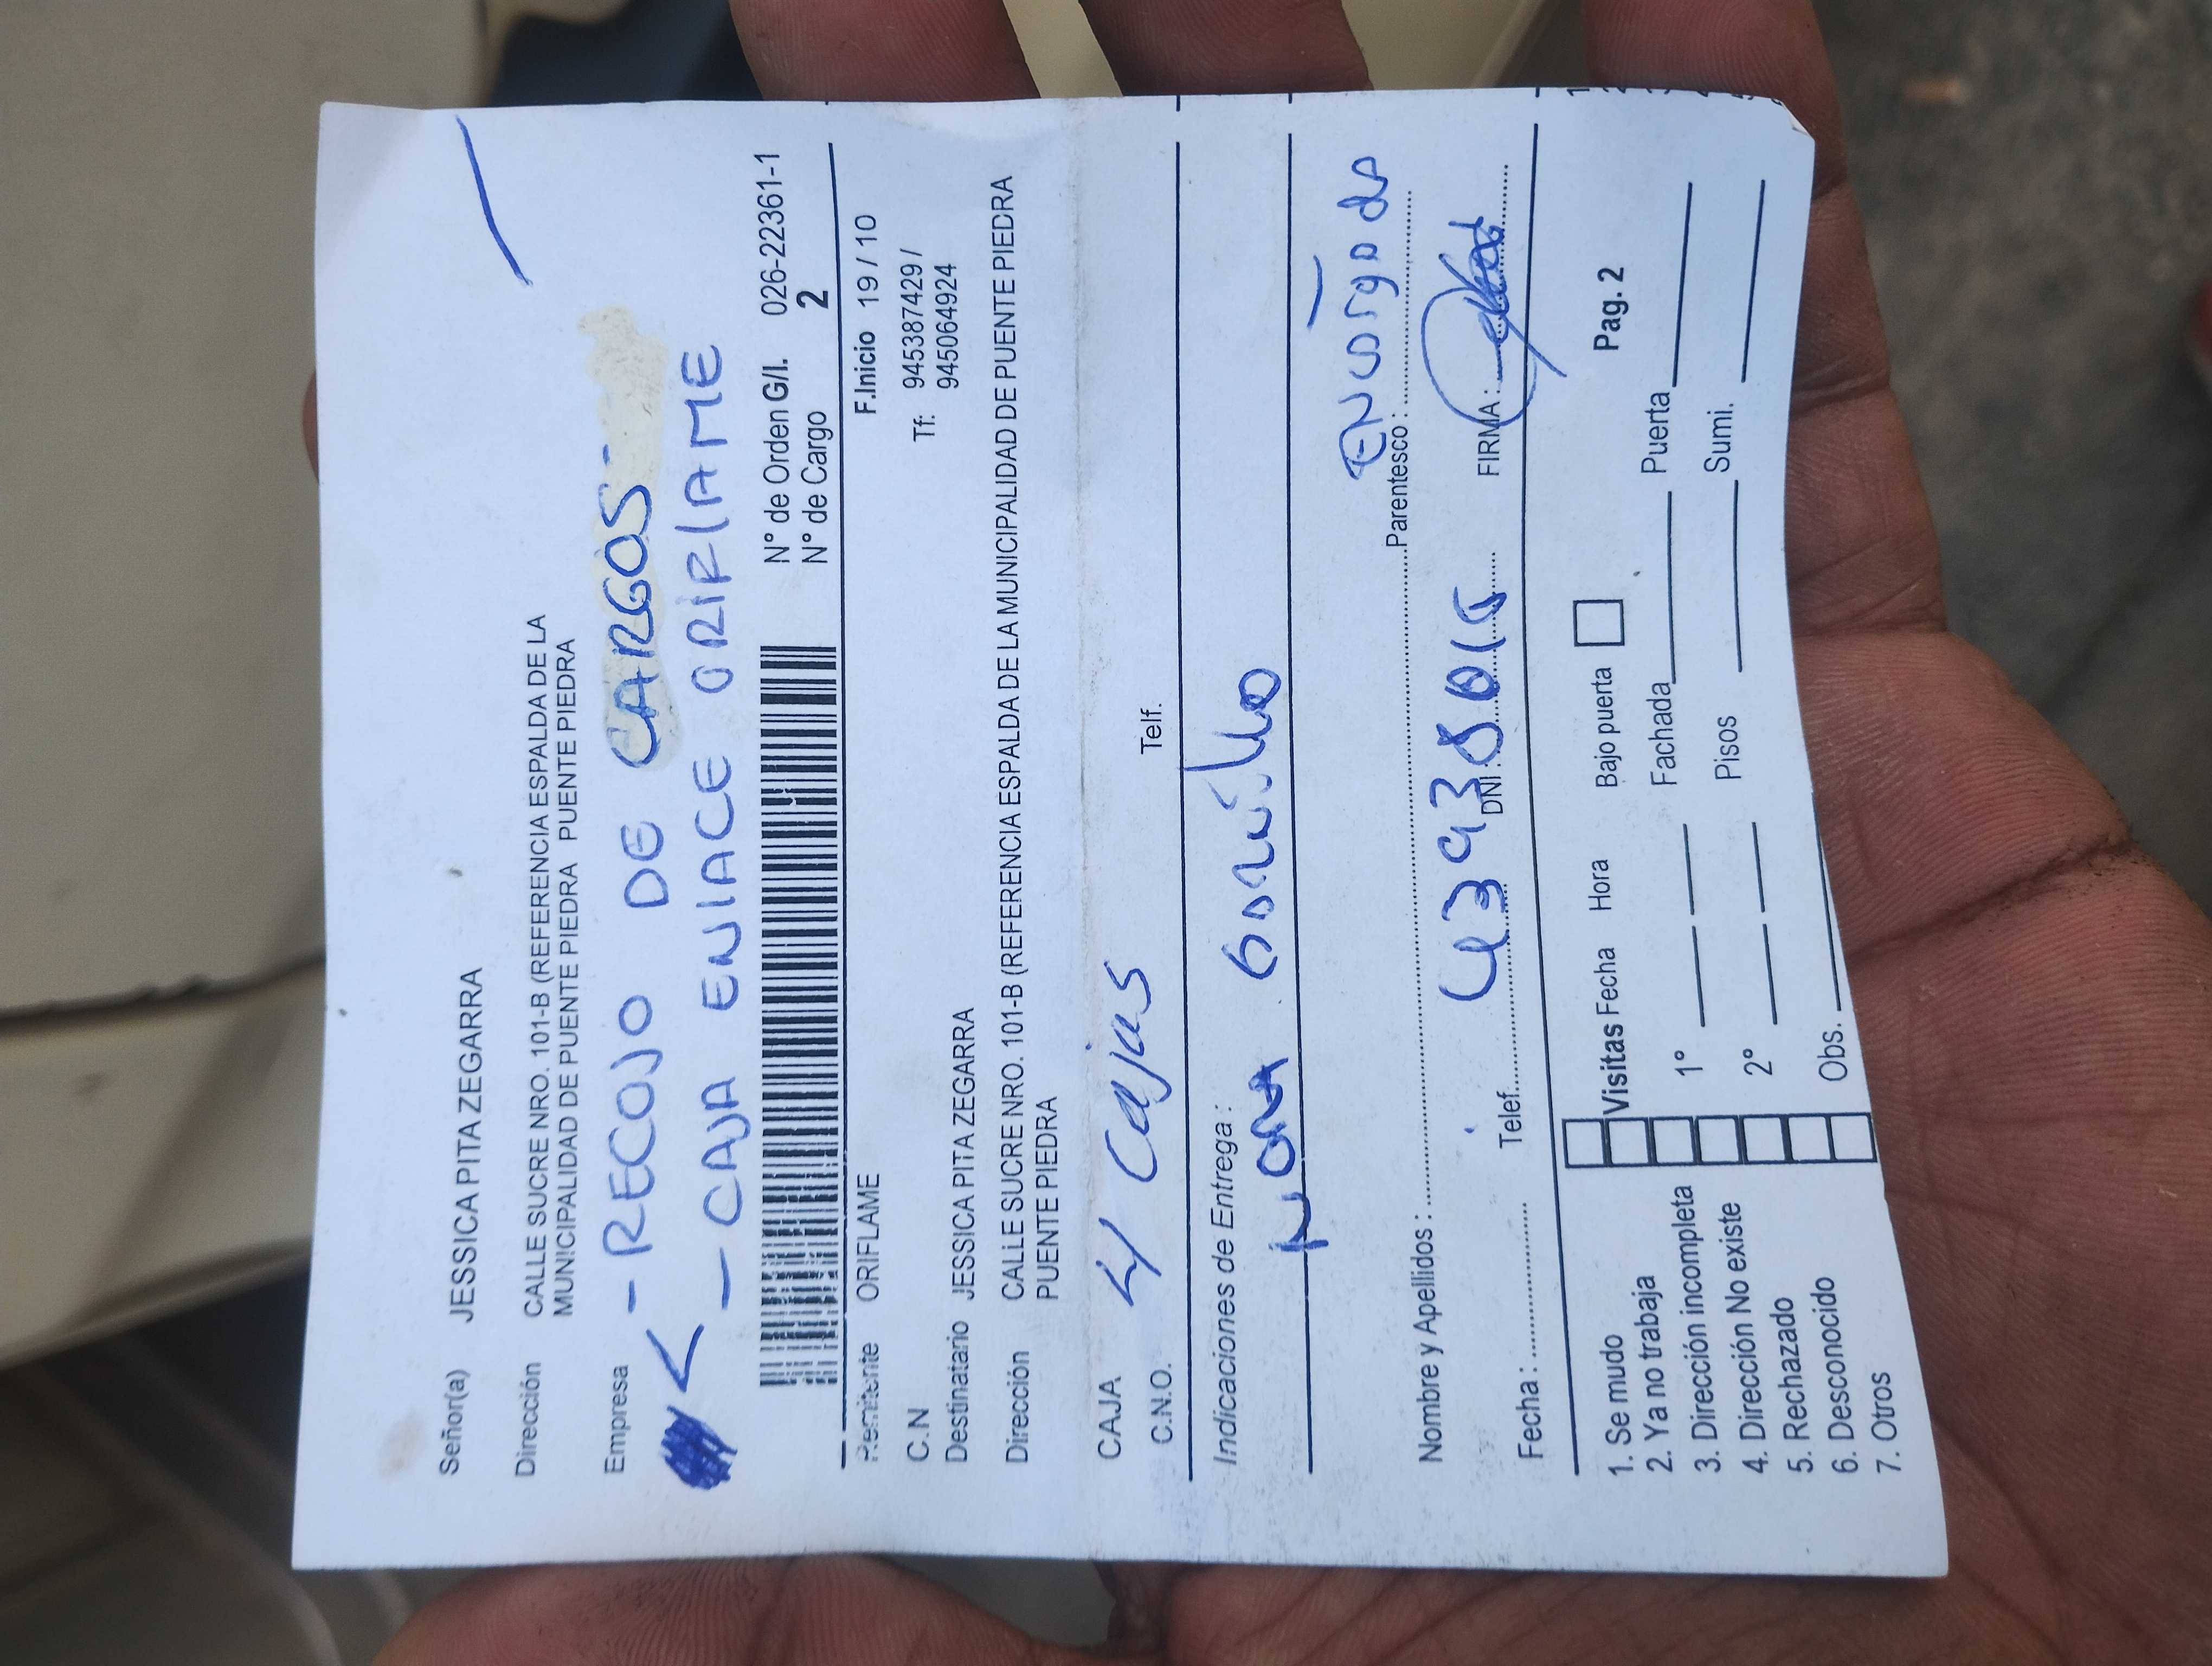 Señor(a) JESSICA PITA ZEGARRA
Dirección CALLE SUCRE NRO. 101-B (REFERENCIA ESPALDA DE LA
MUNICIPALIDAD DE PUENTE PIEDRA PUENTE PIEDRA
Empresa - RECOJO DE CARGOS -
- CAJA ENLACE ORIFLAME
N° de Orden G/I. 026-22361-1
N° de Cargo 2
Remitente ORIFLAME F.Inicio 19 / 10
C.N Tf: 945387429 /
945064924
Destinatario JESSICA PITA ZEGARRA
Dirección CALLE SUCRE NRO. 101-B (REFERENCIA ESPALDA DE LA MUNICIPALIDAD DE PUENTE PIEDRA
PUENTE PIEDRA
CAJA 4 Cajas
C.N.O. Telf.
Indicaciones de Entrega :
Encargada
Nombre y Apellidos : Parentesco :
Fecha : Telef. DNI : FIRMA :
1. Se mudo
2. Ya no trabaja
3. Dirección incompleta
4. Dirección No existe
5. Rechazado
6. Desconocido
7. Otros
Visitas Fecha Hora
1°
2°
Obs.
Bajo puerta Pag. 2
Fachada Puerta
Pisos Sumi.